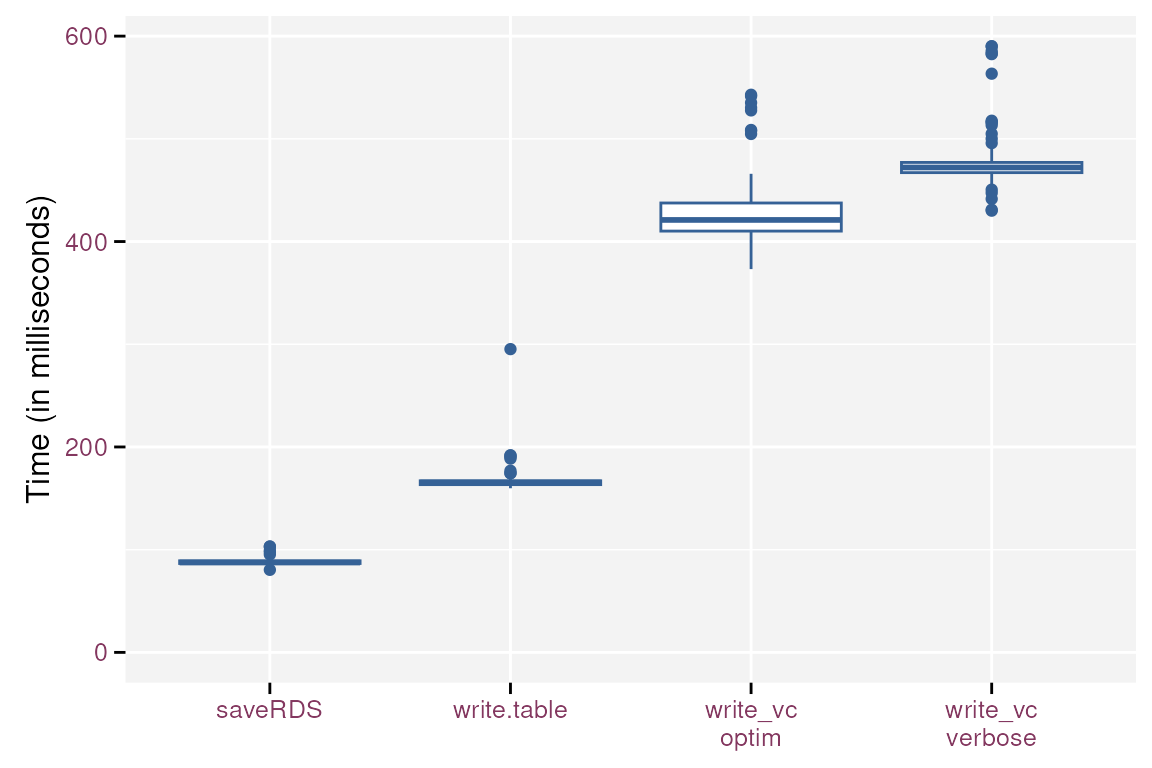 Time (in milliseconds)
600
400
200
0
saveRDS
write.table
write_vc
optim
write_vc
verbose